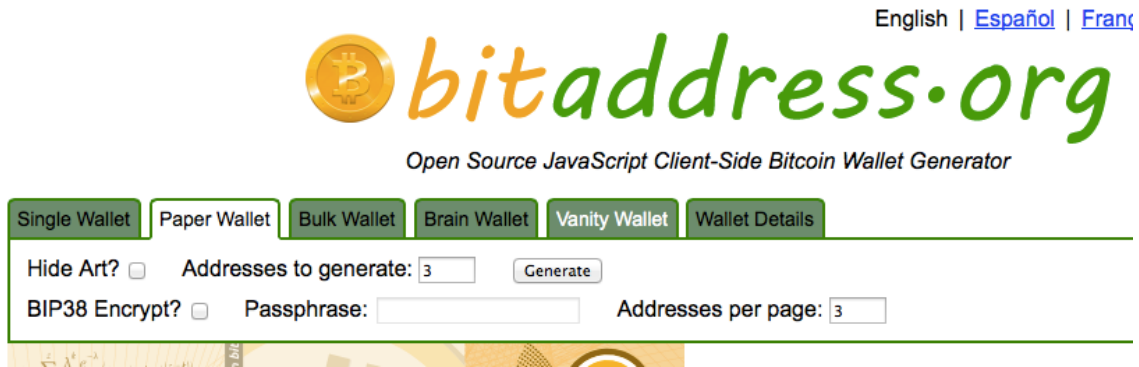 English | Español | Franç
bitaddress.org
Open Source JavaScript Client-Side Bitcoin Wallet Generator
Single Wallet Paper Wallet Bulk Wallet Brain Wallet Vanity Wallet Wallet Details
Hide Art? Addresses to generate: 3 Generate
BIP38 Encrypt? Passphrase: Addresses per page: 3